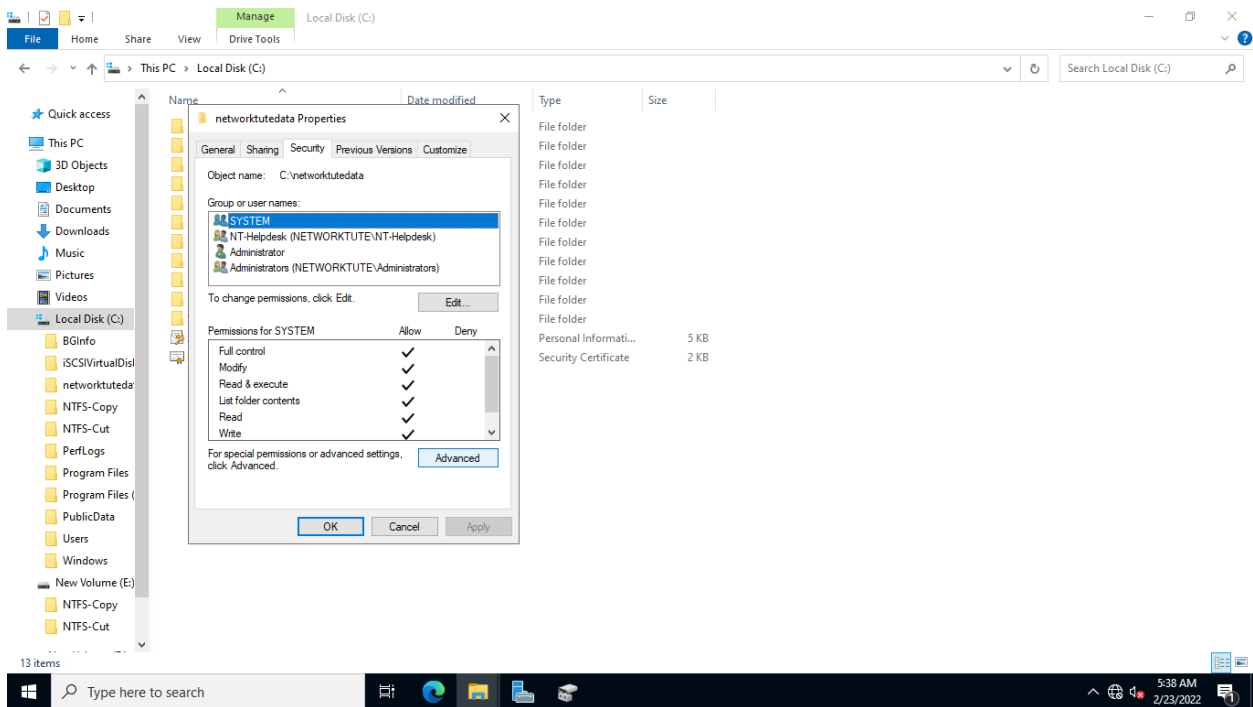 Manage
Local Disk (C:)
File
Home
Share
View
Drive Tools
This PC
Local Disk (C:)
Search Local Disk (C:)
Name
Date modified
Type
Size
Quick access
This PC
3D Objects
Desktop
Documents
Downloads
Music
Pictures
Videos
Local Disk (C:)
BGInfo
iSCSIVirtualDisl
networktuteda
NTFS-Copy
NTFS-Cut
PerfLogs
Program Files
Program Files (
PublicData
Users
Windows
New Volume (E:)
NTFS-Copy
NTFS-Cut
networktutedata Properties
General
Sharing
Security
Previous Versions
Customize
Object name: C:\networktutedata
Group or user names:
SYSTEM
NT-Helpdesk (NETWORKTUTE\NT-Helpdesk)
Administrator
Administrators (NETWORKTUTE\Administrators)
To change permissions, click Edit.
Edit...
Permissions for SYSTEM
Allow
Deny
Full control
Modify
Read & execute
List folder contents
Read
Write
For special permissions or advanced settings,
click Advanced.
Advanced
OK
Cancel
Apply
File folder
File folder
File folder
File folder
File folder
File folder
File folder
File folder
File folder
File folder
File folder
Personal Informati...
5 KB
Security Certificate
2 KB
13 items
Type here to search
5:38 AM
2/23/2022
1